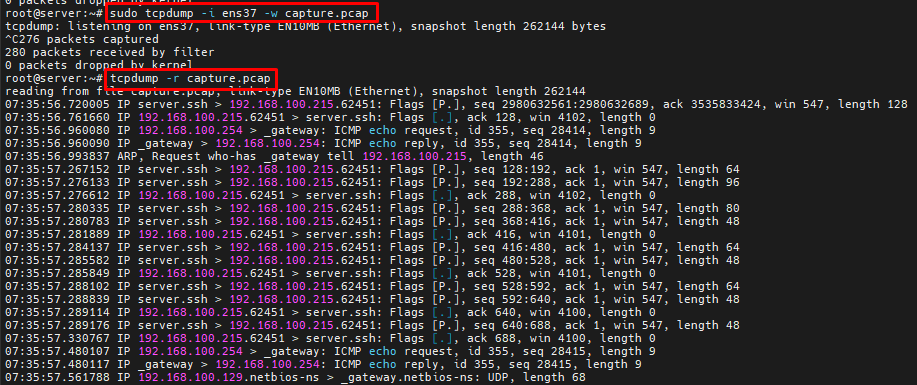 0 packets dropped by kernel
root@server:~# sudo tcpdump -i ens37 -w capture.pcap
tcpdump: listening on ens37, link-type EN10MB (Ethernet), snapshot length 262144 bytes
^C276 packets captured
280 packets received by filter
0 packets dropped by kernel
root@server:~# tcpdump -r capture.pcap
reading from file capture.pcap, link-type EN10MB (Ethernet), snapshot length 262144
07:35:56.720005 IP server.ssh > 192.168.100.215.62451: Flags [P.], seq 2980632561:2980632689, ack 3535833424, win 547, length 128
07:35:56.761660 IP 192.168.100.215.62451 > server.ssh: Flags [.], ack 128, win 4102, length 0
07:35:56.960080 IP 192.168.100.254 > _gateway: ICMP echo request, id 355, seq 28414, length 9
07:35:56.960090 IP _gateway > 192.168.100.254: ICMP echo reply, id 355, seq 28414, length 9
07:35:56.993837 ARP, Request who-has _gateway tell 192.168.100.215, length 46
07:35:57.267152 IP server.ssh > 192.168.100.215.62451: Flags [P.], seq 128:192, ack 1, win 547, length 64
07:35:57.276133 IP server.ssh > 192.168.100.215.62451: Flags [P.], seq 192:288, ack 1, win 547, length 96
07:35:57.276612 IP 192.168.100.215.62451 > server.ssh: Flags [.], ack 288, win 4102, length 0
07:35:57.280335 IP server.ssh > 192.168.100.215.62451: Flags [P.], seq 288:368, ack 1, win 547, length 80
07:35:57.280783 IP server.ssh > 192.168.100.215.62451: Flags [P.], seq 368:416, ack 1, win 547, length 48
07:35:57.281889 IP 192.168.100.215.62451 > server.ssh: Flags [.], ack 416, win 4101, length 0
07:35:57.284137 IP server.ssh > 192.168.100.215.62451: Flags [P.], seq 416:480, ack 1, win 547, length 64
07:35:57.285582 IP server.ssh > 192.168.100.215.62451: Flags [P.], seq 480:528, ack 1, win 547, length 48
07:35:57.285849 IP 192.168.100.215.62451 > server.ssh: Flags [.], ack 528, win 4101, length 0
07:35:57.288102 IP server.ssh > 192.168.100.215.62451: Flags [P.], seq 528:592, ack 1, win 547, length 64
07:35:57.288839 IP server.ssh > 192.168.100.215.62451: Flags [P.], seq 592:640, ack 1, win 547, length 48
07:35:57.289114 IP 192.168.100.215.62451 > server.ssh: Flags [.], ack 640, win 4100, length 0
07:35:57.289176 IP server.ssh > 192.168.100.215.62451: Flags [P.], seq 640:688, ack 1, win 547, length 48
07:35:57.330767 IP 192.168.100.215.62451 > server.ssh: Flags [.], ack 688, win 4100, length 0
07:35:57.480107 IP 192.168.100.254 > _gateway: ICMP echo request, id 355, seq 28415, length 9
07:35:57.480117 IP _gateway > 192.168.100.254: ICMP echo reply, id 355, seq 28415, length 9
07:35:57.561788 IP 192.168.100.129.netbios-ns > _gateway.netbios-ns: UDP, length 68